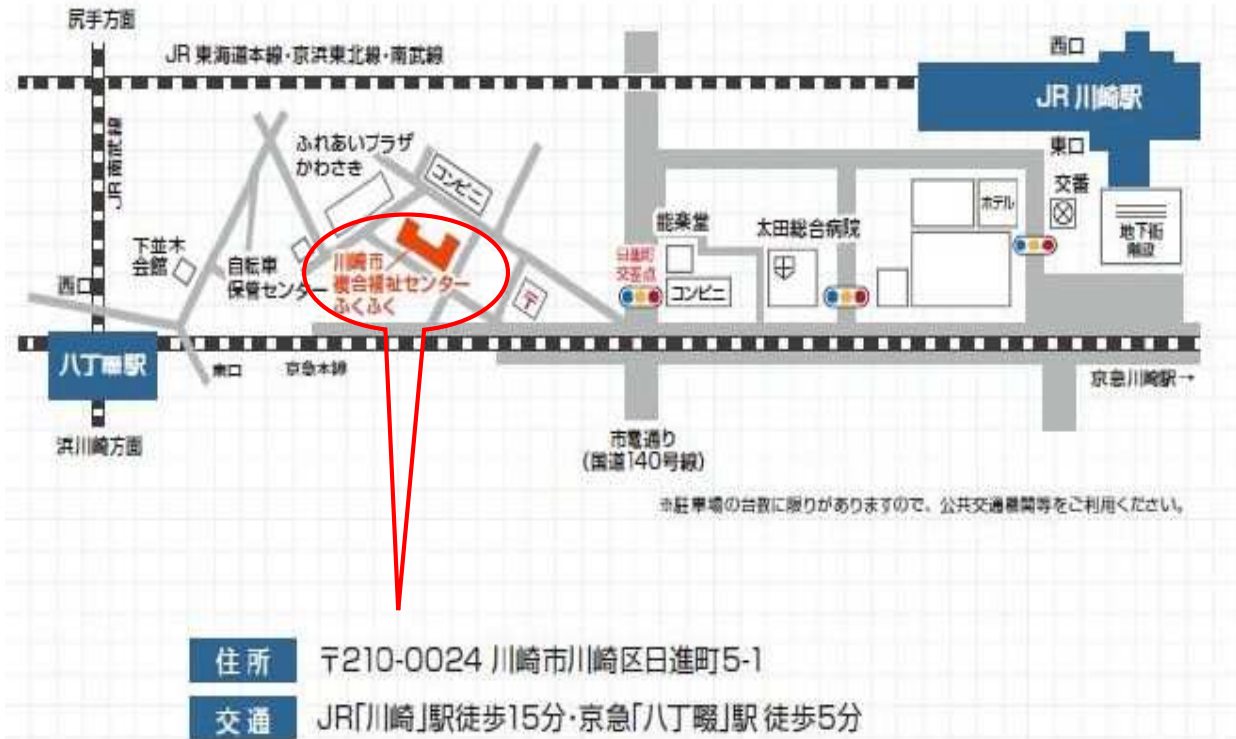 尻手方面
JR 東海道本線・京浜東北線・南武線
西口
JR 川崎駅
東口
JR 南武線
ふれあいプラザ
かわさき
コンビニ
交番
ホテル
地下街
階段
能楽堂
太田総合病院
下並木
会館
自転車
保管センター
川崎市
複合福祉センター
ふくふく
日進町
交差点
コンビニ
〒
西口
八丁畷駅
東口
京急本線
京急川崎駅→
浜川崎方面
市電通り
(国道140号線)
※駐車場の台数に限りがありますので、公共交通機関等をご利用ください。
住所 〒210-0024 川崎市川崎区日進町5-1
交通 JR「川崎」駅徒歩15分・京急「八丁畷」駅 徒歩5分